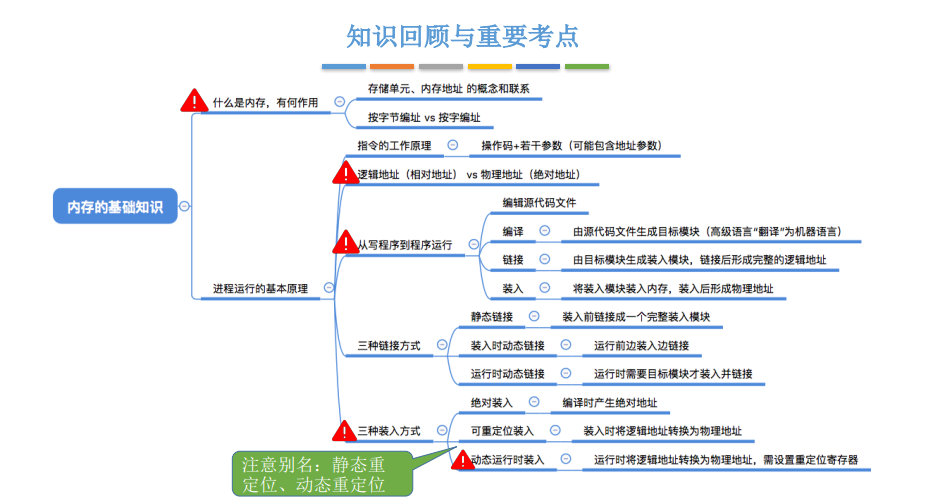 知识回顾与重要考点
什么是内存，有何作用
存储单元、内存地址 的概念和联系
按字节编址 vs 按字编址
内存的基础知识
进程运行的基本原理
指令的工作原理
操作码+若干参数（可能包含地址参数）
逻辑地址（相对地址） vs 物理地址（绝对地址）
从写程序到程序运行
编辑源代码文件
编译
由源代码文件生成目标模块（高级语言“翻译”为机器语言）
链接
由目标模块生成装入模块，链接后形成完整的逻辑地址
装入
将装入模块装入内存，装入后形成物理地址
三种链接方式
静态链接
装入前链接成一个完整装入模块
装入时动态链接
运行前边装入边链接
运行时动态链接
运行时需要目标模块才装入并链接
三种装入方式
绝对装入
编译时产生绝对地址
可重定位装入
装入时将逻辑地址转换为物理地址
动态运行时装入
运行时将逻辑地址转换为物理地址，需设置重定位寄存器
注意别名：静态重
定位、动态重定位